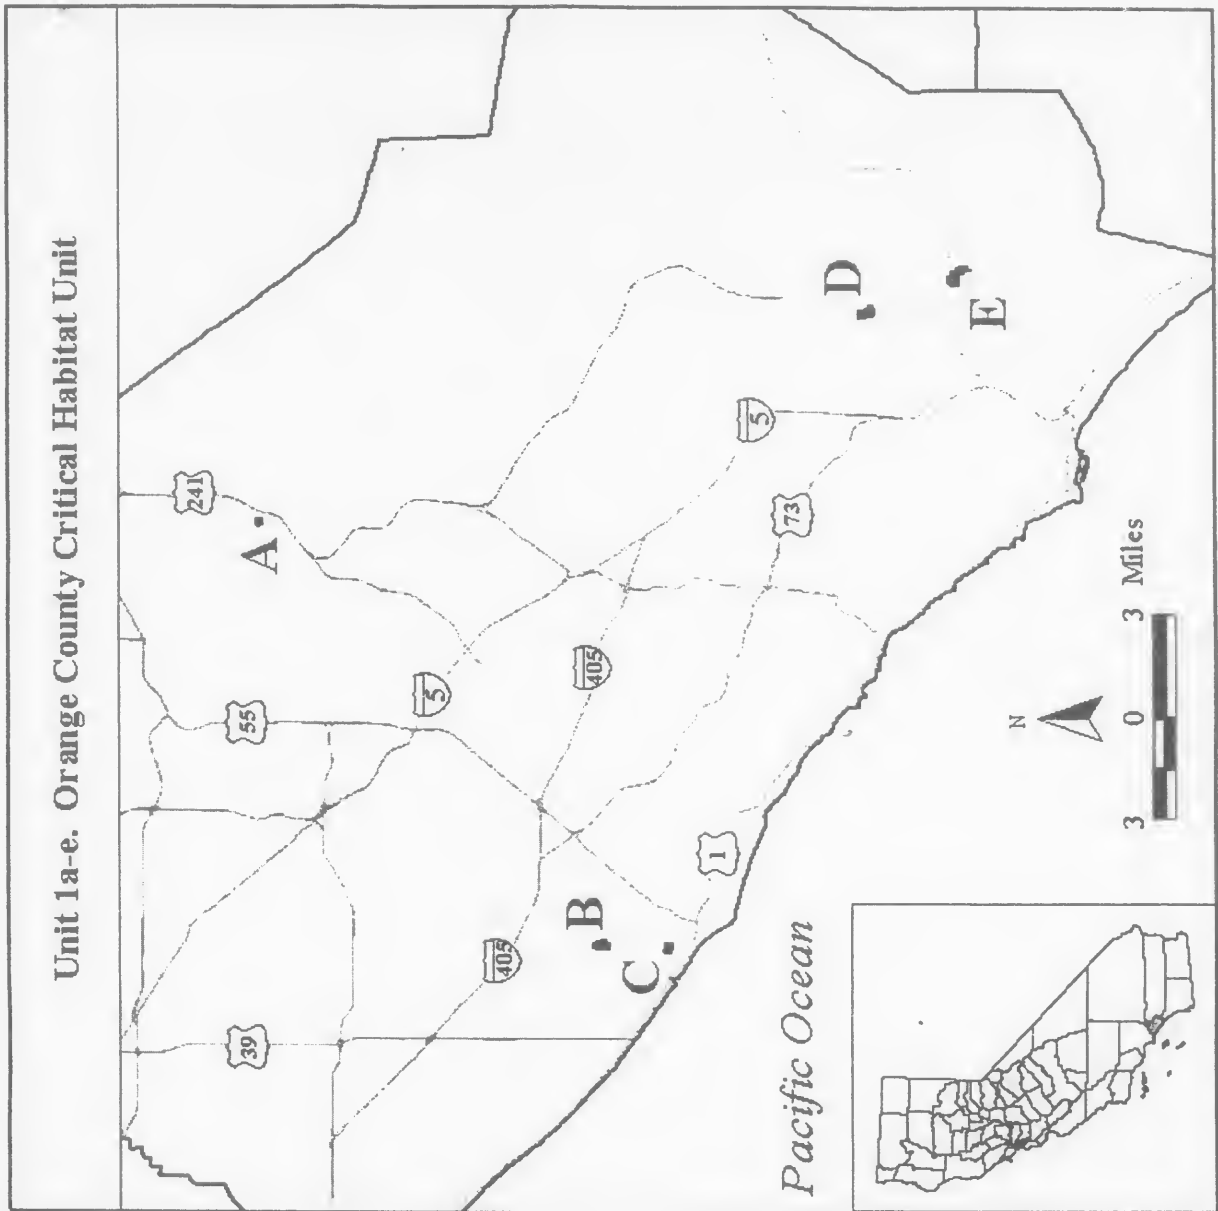 Unit 1a-e. Orange County Critical Habitat Unit
241
A
55
5
39
405
405
B
C
1
73
5
D
E
Pacific Ocean
N
3 0 3 Miles